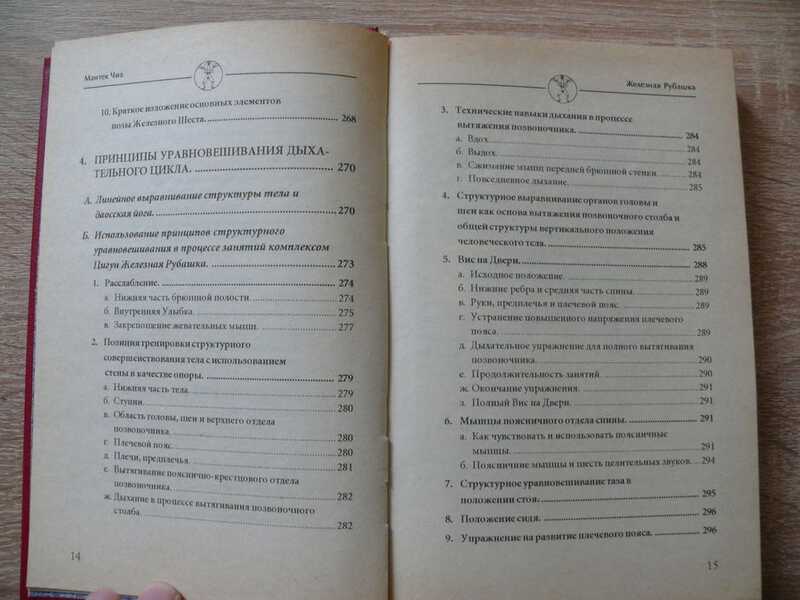 Мантек Чиа
10. Краткое изложение основных элементов
позы Железного Шеста. 268
4. ПРИНЦИПЫ УРАВНОВЕШИВАНИЯ ДЫХА-
ТЕЛЬНОГО ЦИКЛА. 270
А. Линейное выравнивание структуры тела и
даосская йога. 270
Б. Использование принципов структурного
уравновешивания в процессе занятий комплексом
Цигун Железная Рубашка. 273
1. Расслабление. 274
а. Нижняя часть брюшной полости. 274
б. Внутренняя Улыбка. 275
в. Закрепощение жевательных мышц. 277
2. Позиция тренировки структурного
совершенствования тела с использованием
стены в качестве опоры. 279
а. Нижняя часть тела. 279
б. Ступни. 280
в. Область головы, шеи и верхнего отдела
позвоночника. 280
г. Плечевой пояс. 280
д. Плечи, предплечья. 281
е. Вытягивание пояснично-крестцового отдела
позвоночника. 282
ж. Дыхание в процессе вытягивания позвоночного
столба. 282
14
Железная Рубашка
3. Технические навыки дыхания в процессе
вытяжения позвоночника. 284
а. Вдох. 284
б. Выдох. 284
в. Сжимание мышц передней брюшной стенки. 284
г. Повседневное дыхание. 285
4. Структурное выравнивание органов головы и
шеи как основа вытяжения позвоночного столба и
общей структуры вертикального положения
человеческого тела. 285
5. Вис на Двери. 288
а. Исходное положение. 289
б. Нижние ребра и средняя часть спины. 289
в. Руки, предплечья и плечевой пояс. 289
г. Устранение повышенного напряжения плечевого
пояса. 289
д. Дыхательное упражнение для полного вытягивания
позвоночника. 290
е. Продолжительность занятий. 290
ж. Окончание упражнения. 291
з. Полный Вис на Двери. 291
6. Мышцы поясничного отдела спины. 291
а. Как чувствовать и использовать поясничные
мышцы. 291
б. Поясничные мышцы и шесть целительных звуков. 294
7. Структурное уравновешивание таза в
положении стоя. 295
8. Положение сидя. 296
9. Упражнение на развитие плечевого пояса. 296
15